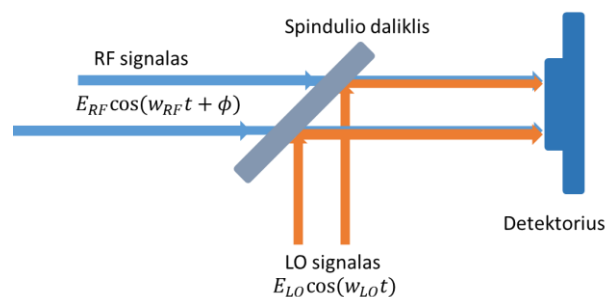 Spindulio daliklis
RF signalas
$E_{RF}\cos(w_{RF}t + \phi)$
Detektorius
LO signalas
$E_{LO}\cos(w_{LO}t)$